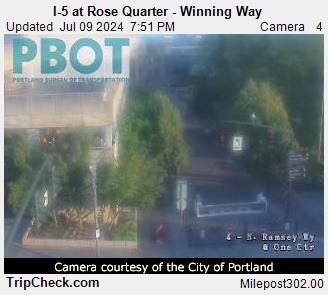 I-5 at Rose Quarter - Winning Way
Updated Jul 09 2024 7:51 PM Camera 4
PBOT
PORTLAND BUREAU OF TRANSPORTATION
4 - N. Ramsey Wy
@ One Ctr
Camera courtesy of the City of Portland
TripCheck.com Milepost302.00